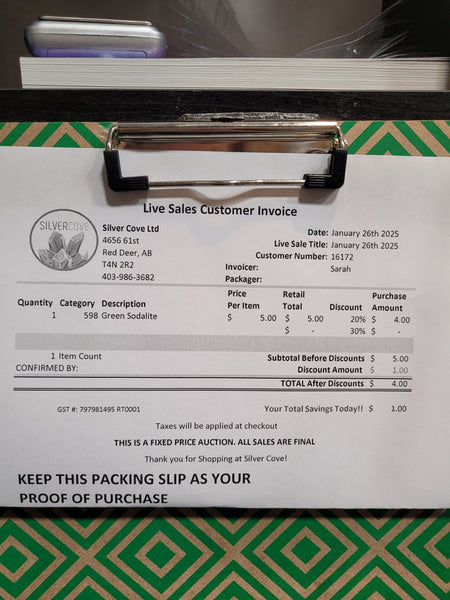 Live Sales Customer Invoice
SILVERCOVE
Silver Cove Ltd
4656 61st
Red Deer, AB
T4N 2R2
403-986-3682
Date: January 26th 2025
Live Sale Title: January 26th 2025
Customer Number: 16172
Invoicer: Sarah
Packager:
Quantity Category Description Price Per Item Retail Total Discount Purchase Amount
1 598 Green Sodalite $ 5.00 $ 5.00 20% $ 4.00
$ - 30% $ -
1 Item Count Subtotal Before Discounts $ 5.00
CONFIRMED BY: Discount Amount $ 1.00
TOTAL After Discounts $ 4.00
GST #: 797981495 RT0001 Your Total Savings Today!! $ 1.00
Taxes will be applied at checkout
THIS IS A FIXED PRICE AUCTION. ALL SALES ARE FINAL
Thank you for Shopping at Silver Cove!
KEEP THIS PACKING SLIP AS YOUR
PROOF OF PURCHASE